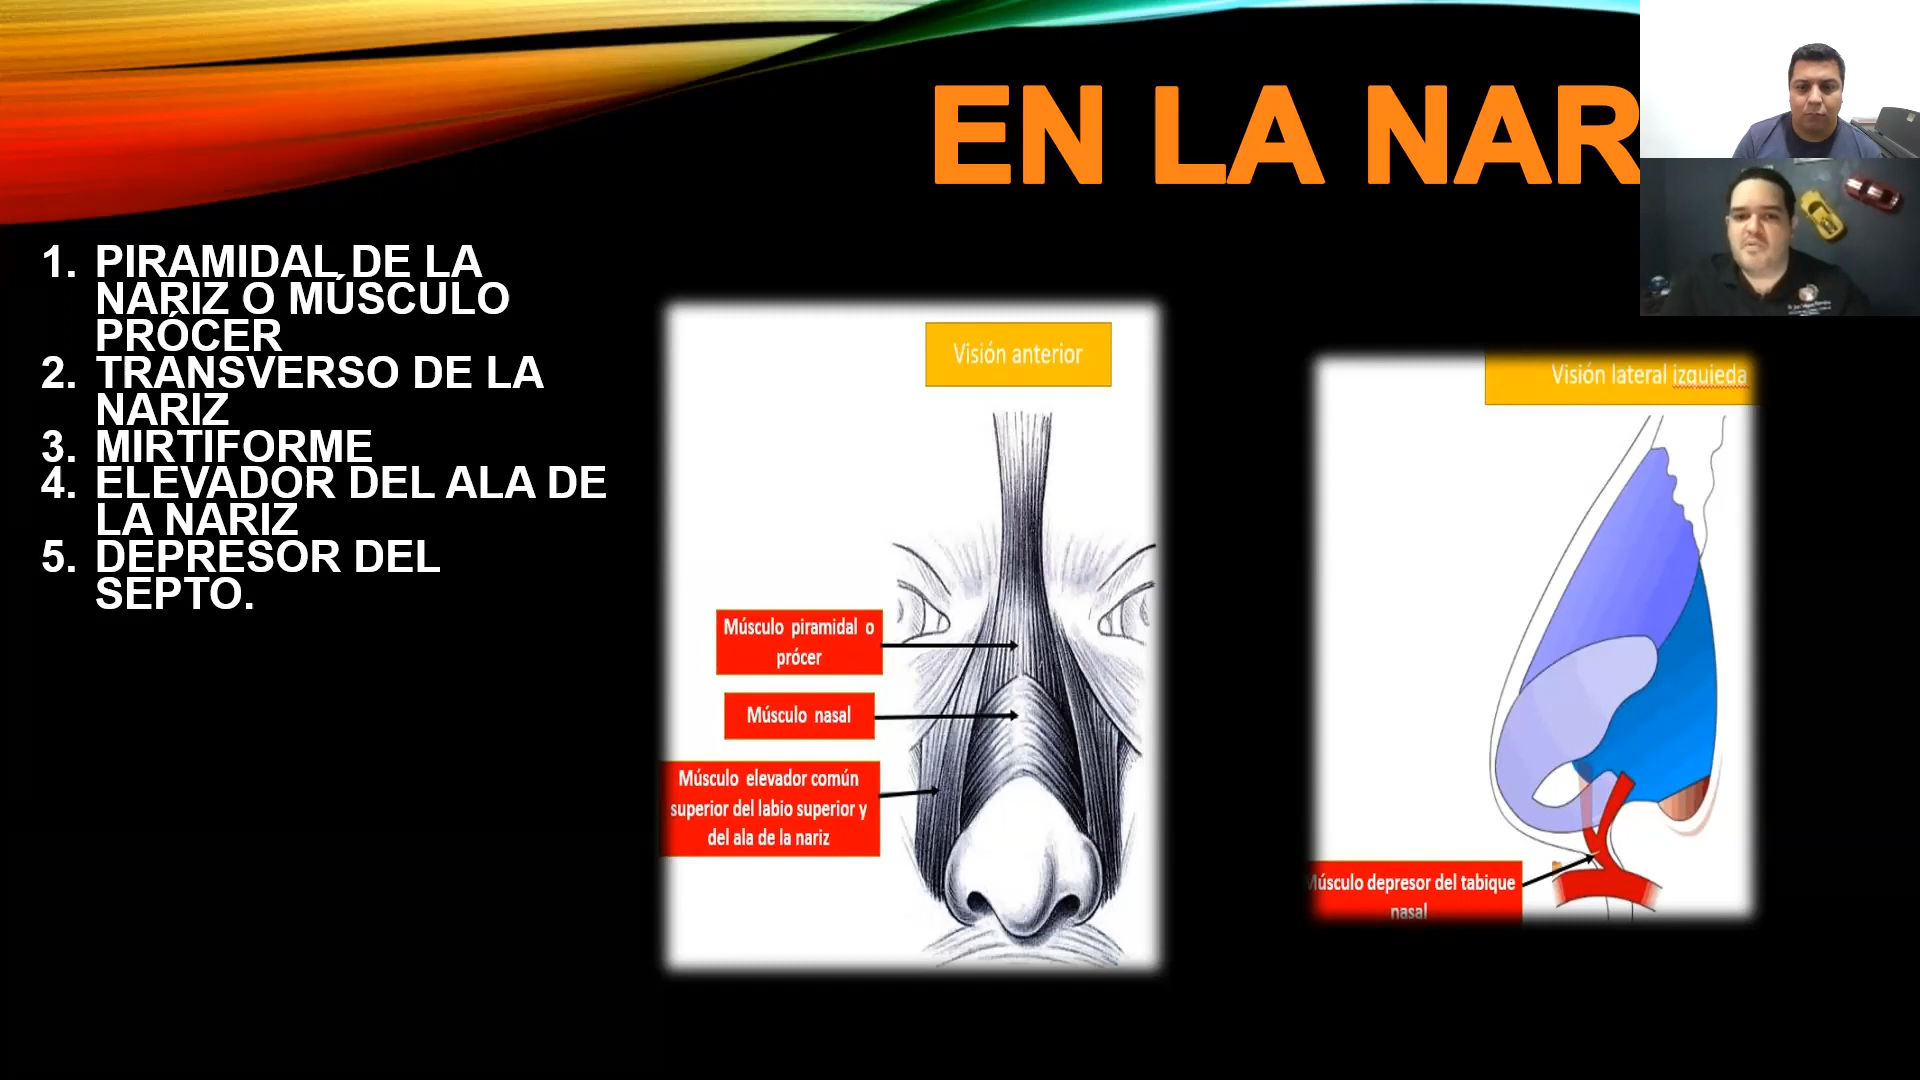 EN LA NAR
1. PIRAMIDAL DE LA
NARIZ O MÚSCULO
PRÓCER
2. TRANSVERSO DE LA
NARIZ
3. MIRTIFORME
4. ELEVADOR DEL ALA DE
LA NARIZ
5. DEPRESOR DEL
SEPTO.
Visión anterior
Músculo piramidal o
prócer
Músculo nasal
Músculo elevador común
superior del labio superior y
del ala de la nariz
Visión lateral izquieda
Músculo depresor del tabique
nasal